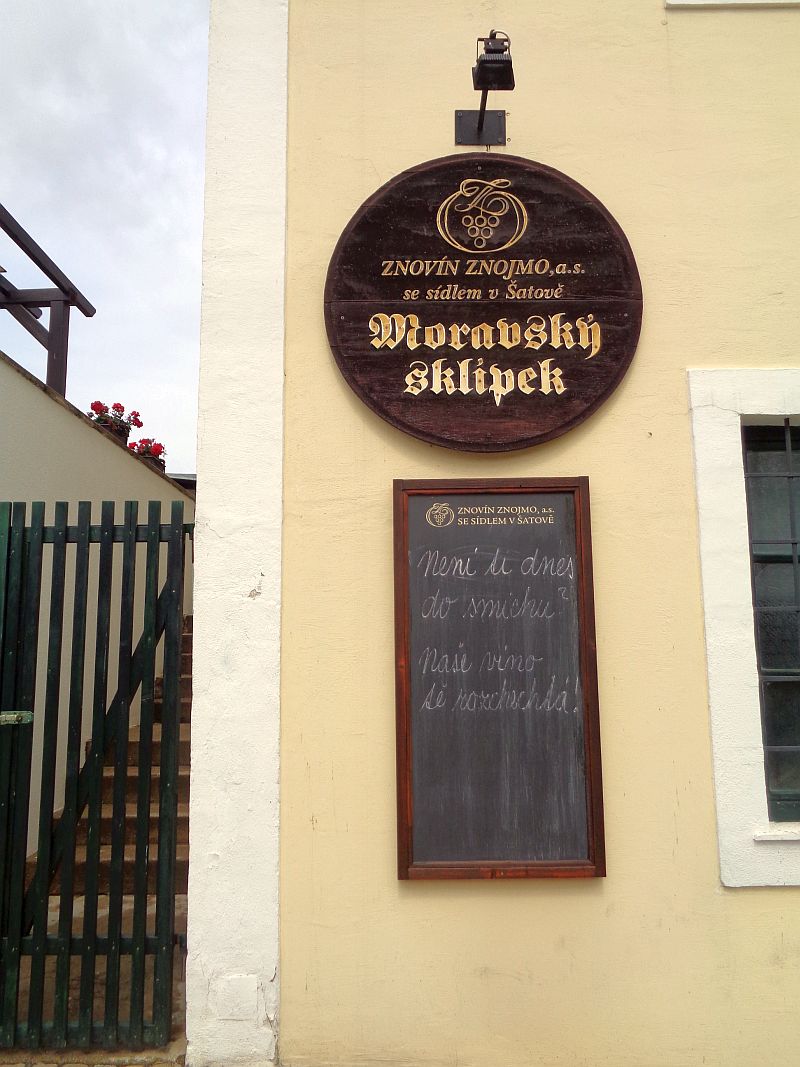 ZNOVÍN ZNOJMO,a.s.
se sídlem v Šatově
Moravský
sklípek
ZNOVÍN ZNOJMO, a.s.
SE SÍDLEM V ŠATOVĚ
Není ti dnes
do smíchu?
Naše víno
tě rozchechtá!